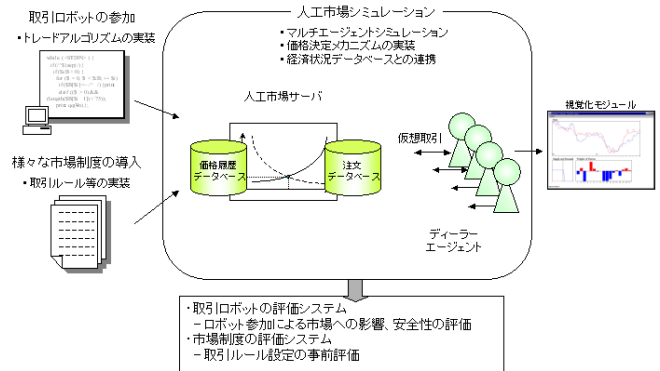 取引ロボットの参加
・トレードアルゴリズムの実装
様々な市場制度の導入
・取引ルール等の実装
人工市場シミュレーション
・マルチエージェントシミュレーション
・価格決定メカニズムの実装
・経済状況データベースとの連携
人工市場サーバ
価格履歴
データベース
注文
データベース
仮想取引
ディーラー
エージェント
視覚化モジュール
・取引ロボットの評価システム
－ロボット参加による市場への影響、安全性の評価
・市場制度の評価システム
－取引ルール設定の事前評価